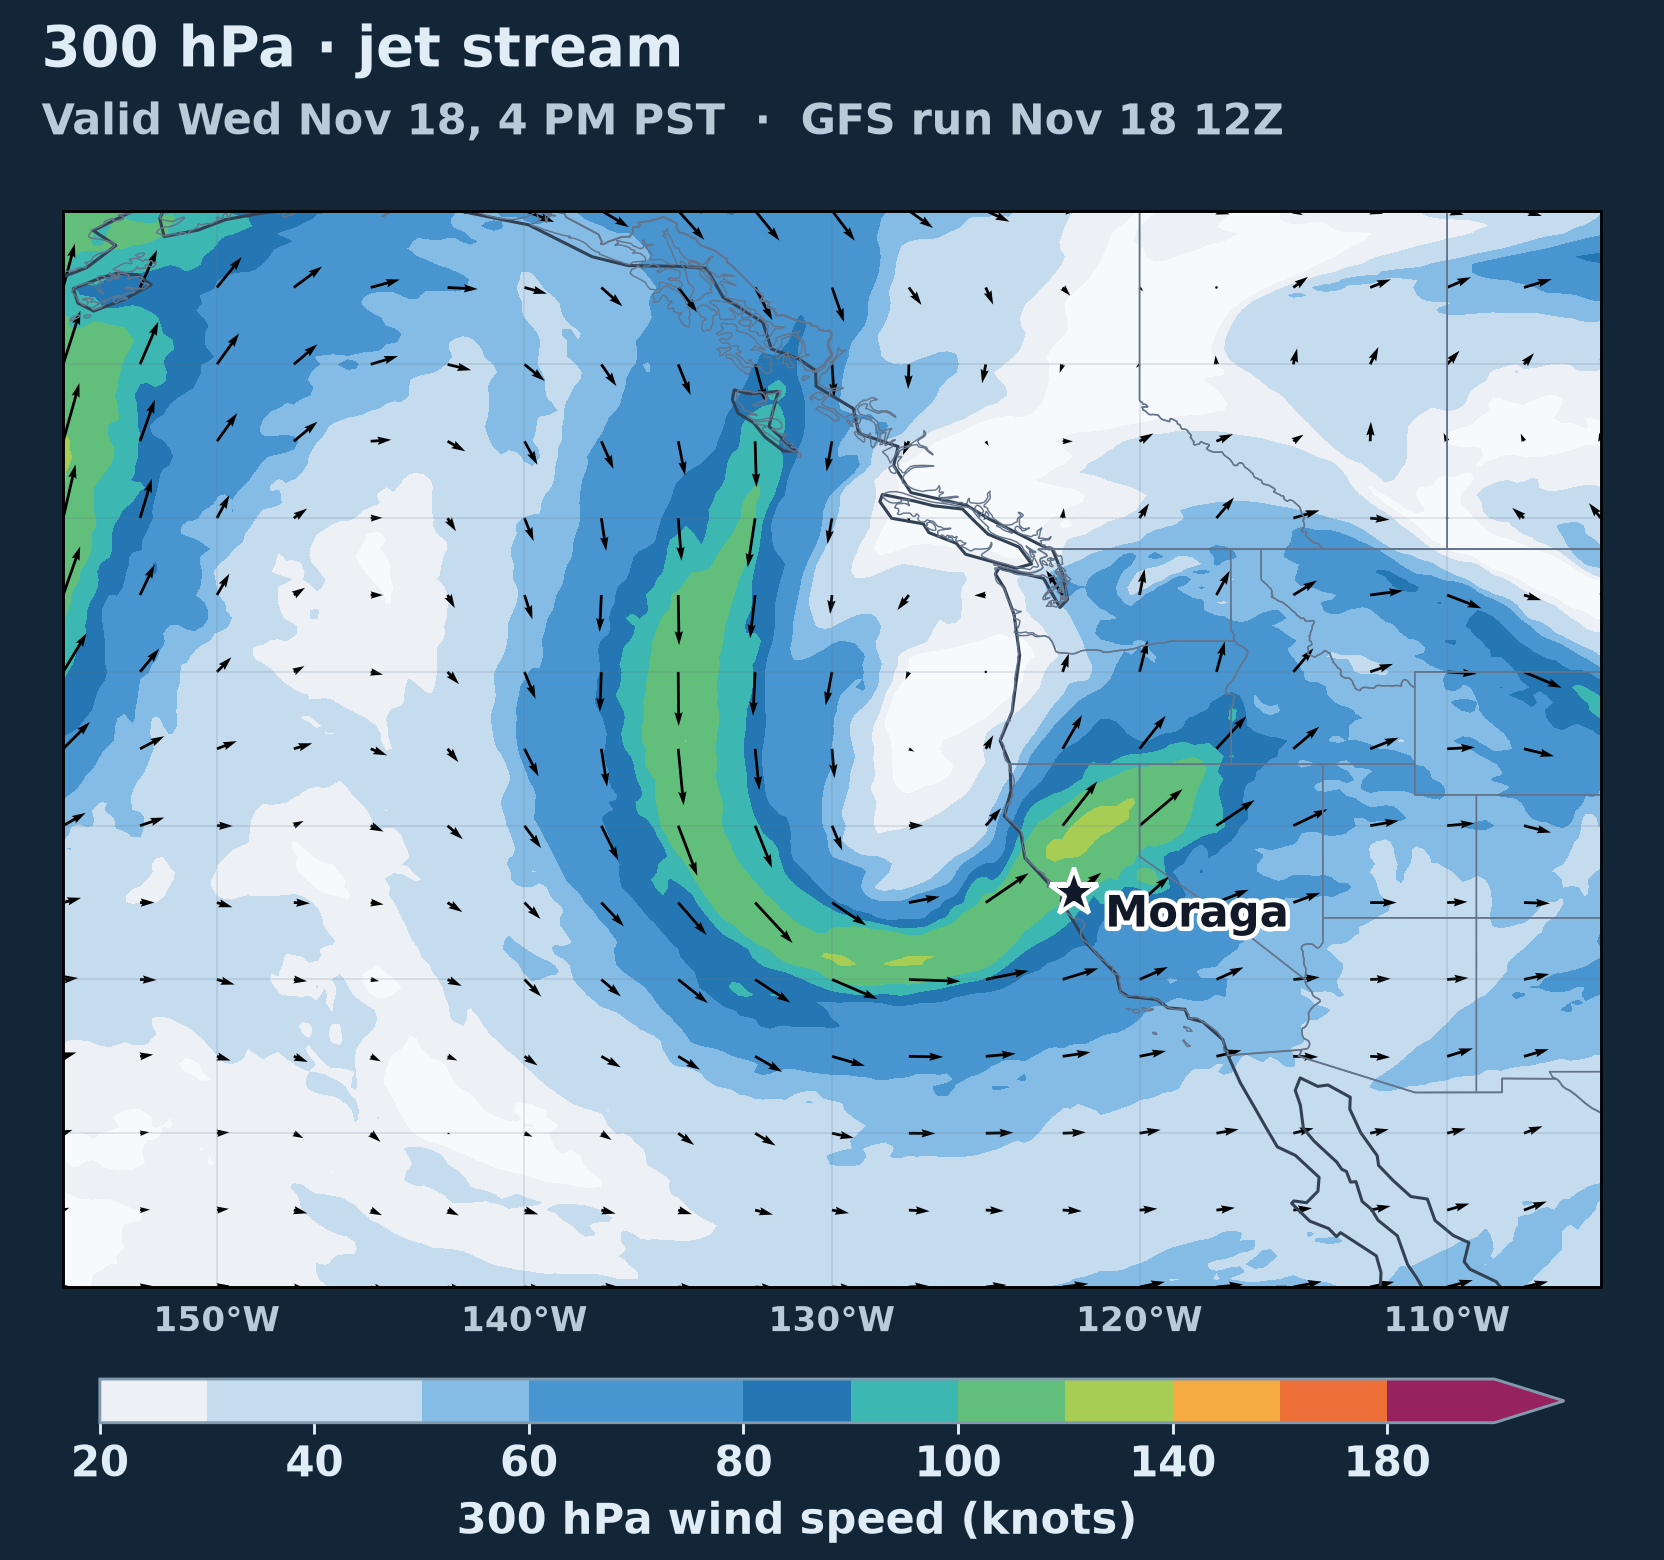 300 hPa · jet stream
Valid Wed Nov 18, 4 PM PST · GFS run Nov 18 12Z
Moraga
150°W 140°W 130°W 120°W 110°W
20 40 60 80 100 140 180
300 hPa wind speed (knots)